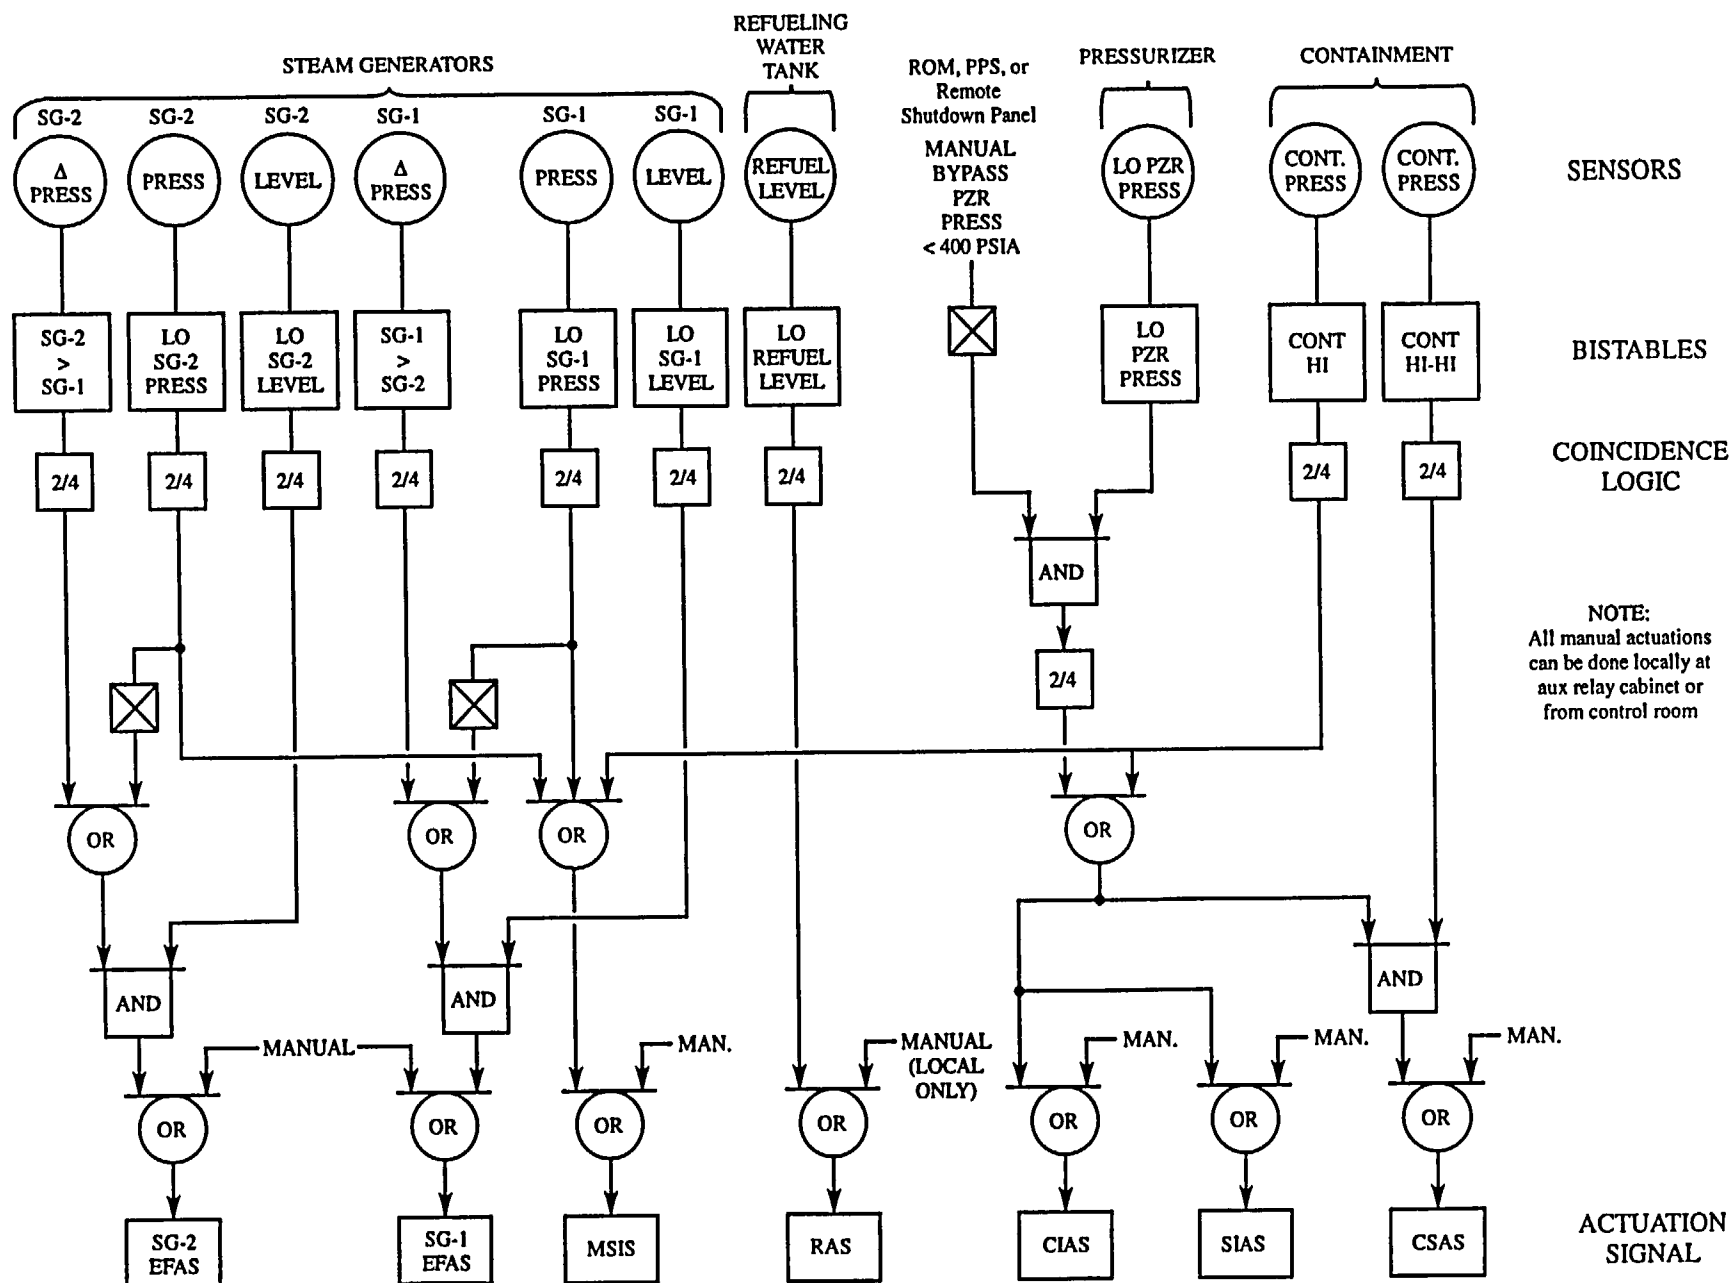 REFUELING
WATER
TANK
STEAM GENERATORS
ROM, PPS, or
Remote
Shutdown Panel
PRESSURIZER
CONTAINMENT
SG-2
SG-2
SG-2
SG-1
SG-1
SG-1
Δ
PRESS
PRESS
LEVEL
Δ
PRESS
PRESS
LEVEL
REFUEL
LEVEL
MANUAL
BYPASS
PZR
PRESS
< 400 PSIA
LO PZR
PRESS
CONT.
PRESS
CONT.
PRESS
SENSORS
SG-2
>
SG-1
LO
SG-2
PRESS
LO
SG-2
LEVEL
SG-1
>
SG-2
LO
SG-1
PRESS
LO
SG-1
LEVEL
LO
REFUEL
LEVEL
LO
PZR
PRESS
CONT
HI
CONT
HI-HI
BISTABLES
2/4
2/4
2/4
2/4
2/4
2/4
2/4
2/4
2/4
COINCIDENCE
LOGIC
AND
2/4
NOTE:
All manual actuations
can be done locally at
aux relay cabinet or
from control room
OR
OR
OR
OR
AND
AND
AND
MANUAL
MAN.
MANUAL
(LOCAL
ONLY)
MAN.
MAN.
MAN.
OR
OR
OR
OR
OR
OR
OR
SG-2
EFAS
SG-1
EFAS
MSIS
RAS
CIAS
SIAS
CSAS
ACTUATION
SIGNAL